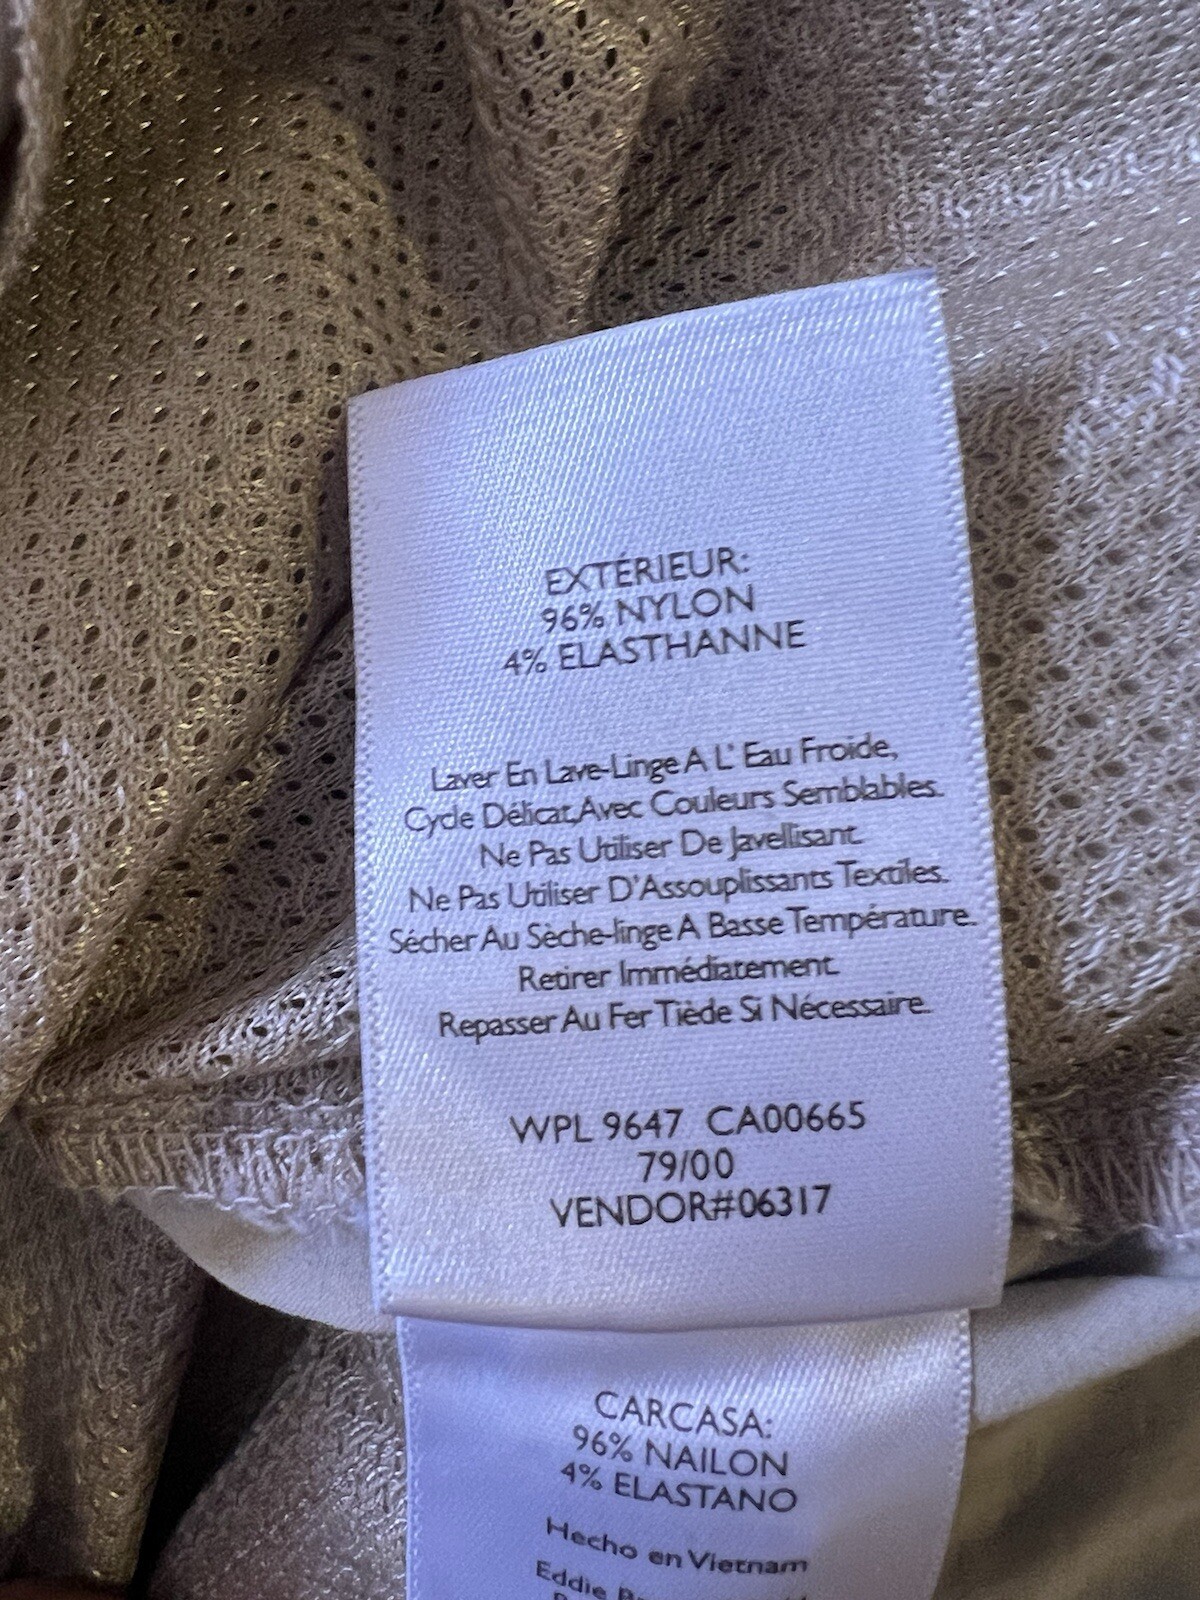 EXTÉRIEUR:
96% NYLON
4% ELASTHANNE
Laver En Lave-Linge A L' Eau Froide,
Cycle Délicat, Avec Couleurs Semblables.
Ne Pas Utiliser De Javellisant.
Ne Pas Utiliser D'Assouplissants Textiles.
Sécher Au Sèche-linge A Basse Température.
Retirer Immédiatement.
Repasser Au Fer Tiède Si Nécessaire.
WPL 9647 CA00665
79/00
VENDOR#06317
CARCASA:
96% NAILON
4% ELASTANO
Hecho en Vietnam
Eddie